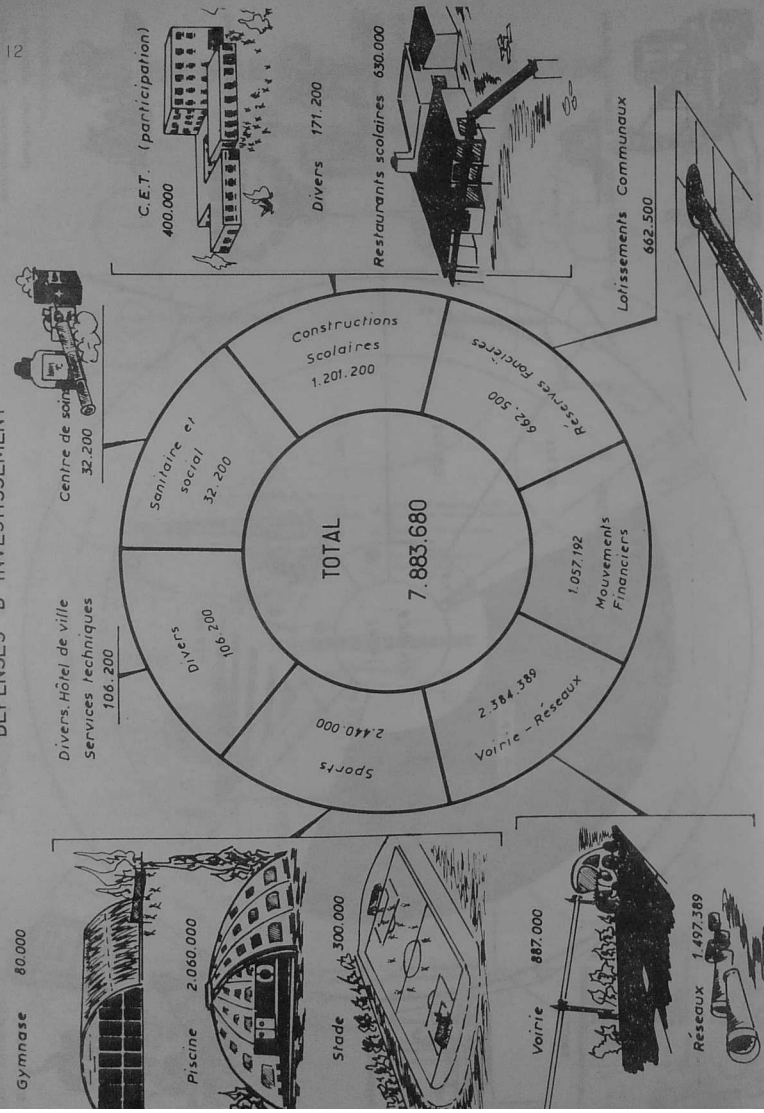 12
DEPENSES D'INVESTISSEMENT
Gymnase 80.000
Piscine 2.060.000
Stade 300.000
Voirie 887.000
Réseaux 1.497.389
Divers. Hôtel de ville
Services techniques
106.200
Centre de soins
32.200
C.E.T. (participation)
400.000
Divers 171.200
Restaurants scolaires 630.000
Lotissements Communaux
662.500
TOTAL
7.883.680
Divers
106.200
Sanitaire et
social
32.200
Constructions
Scolaires
1.201.200
Réserves Foncières
662.500
1.057.192
Mouvements
Financiers
2.384.389
Voirie - Réseaux
Sports
2.440.000